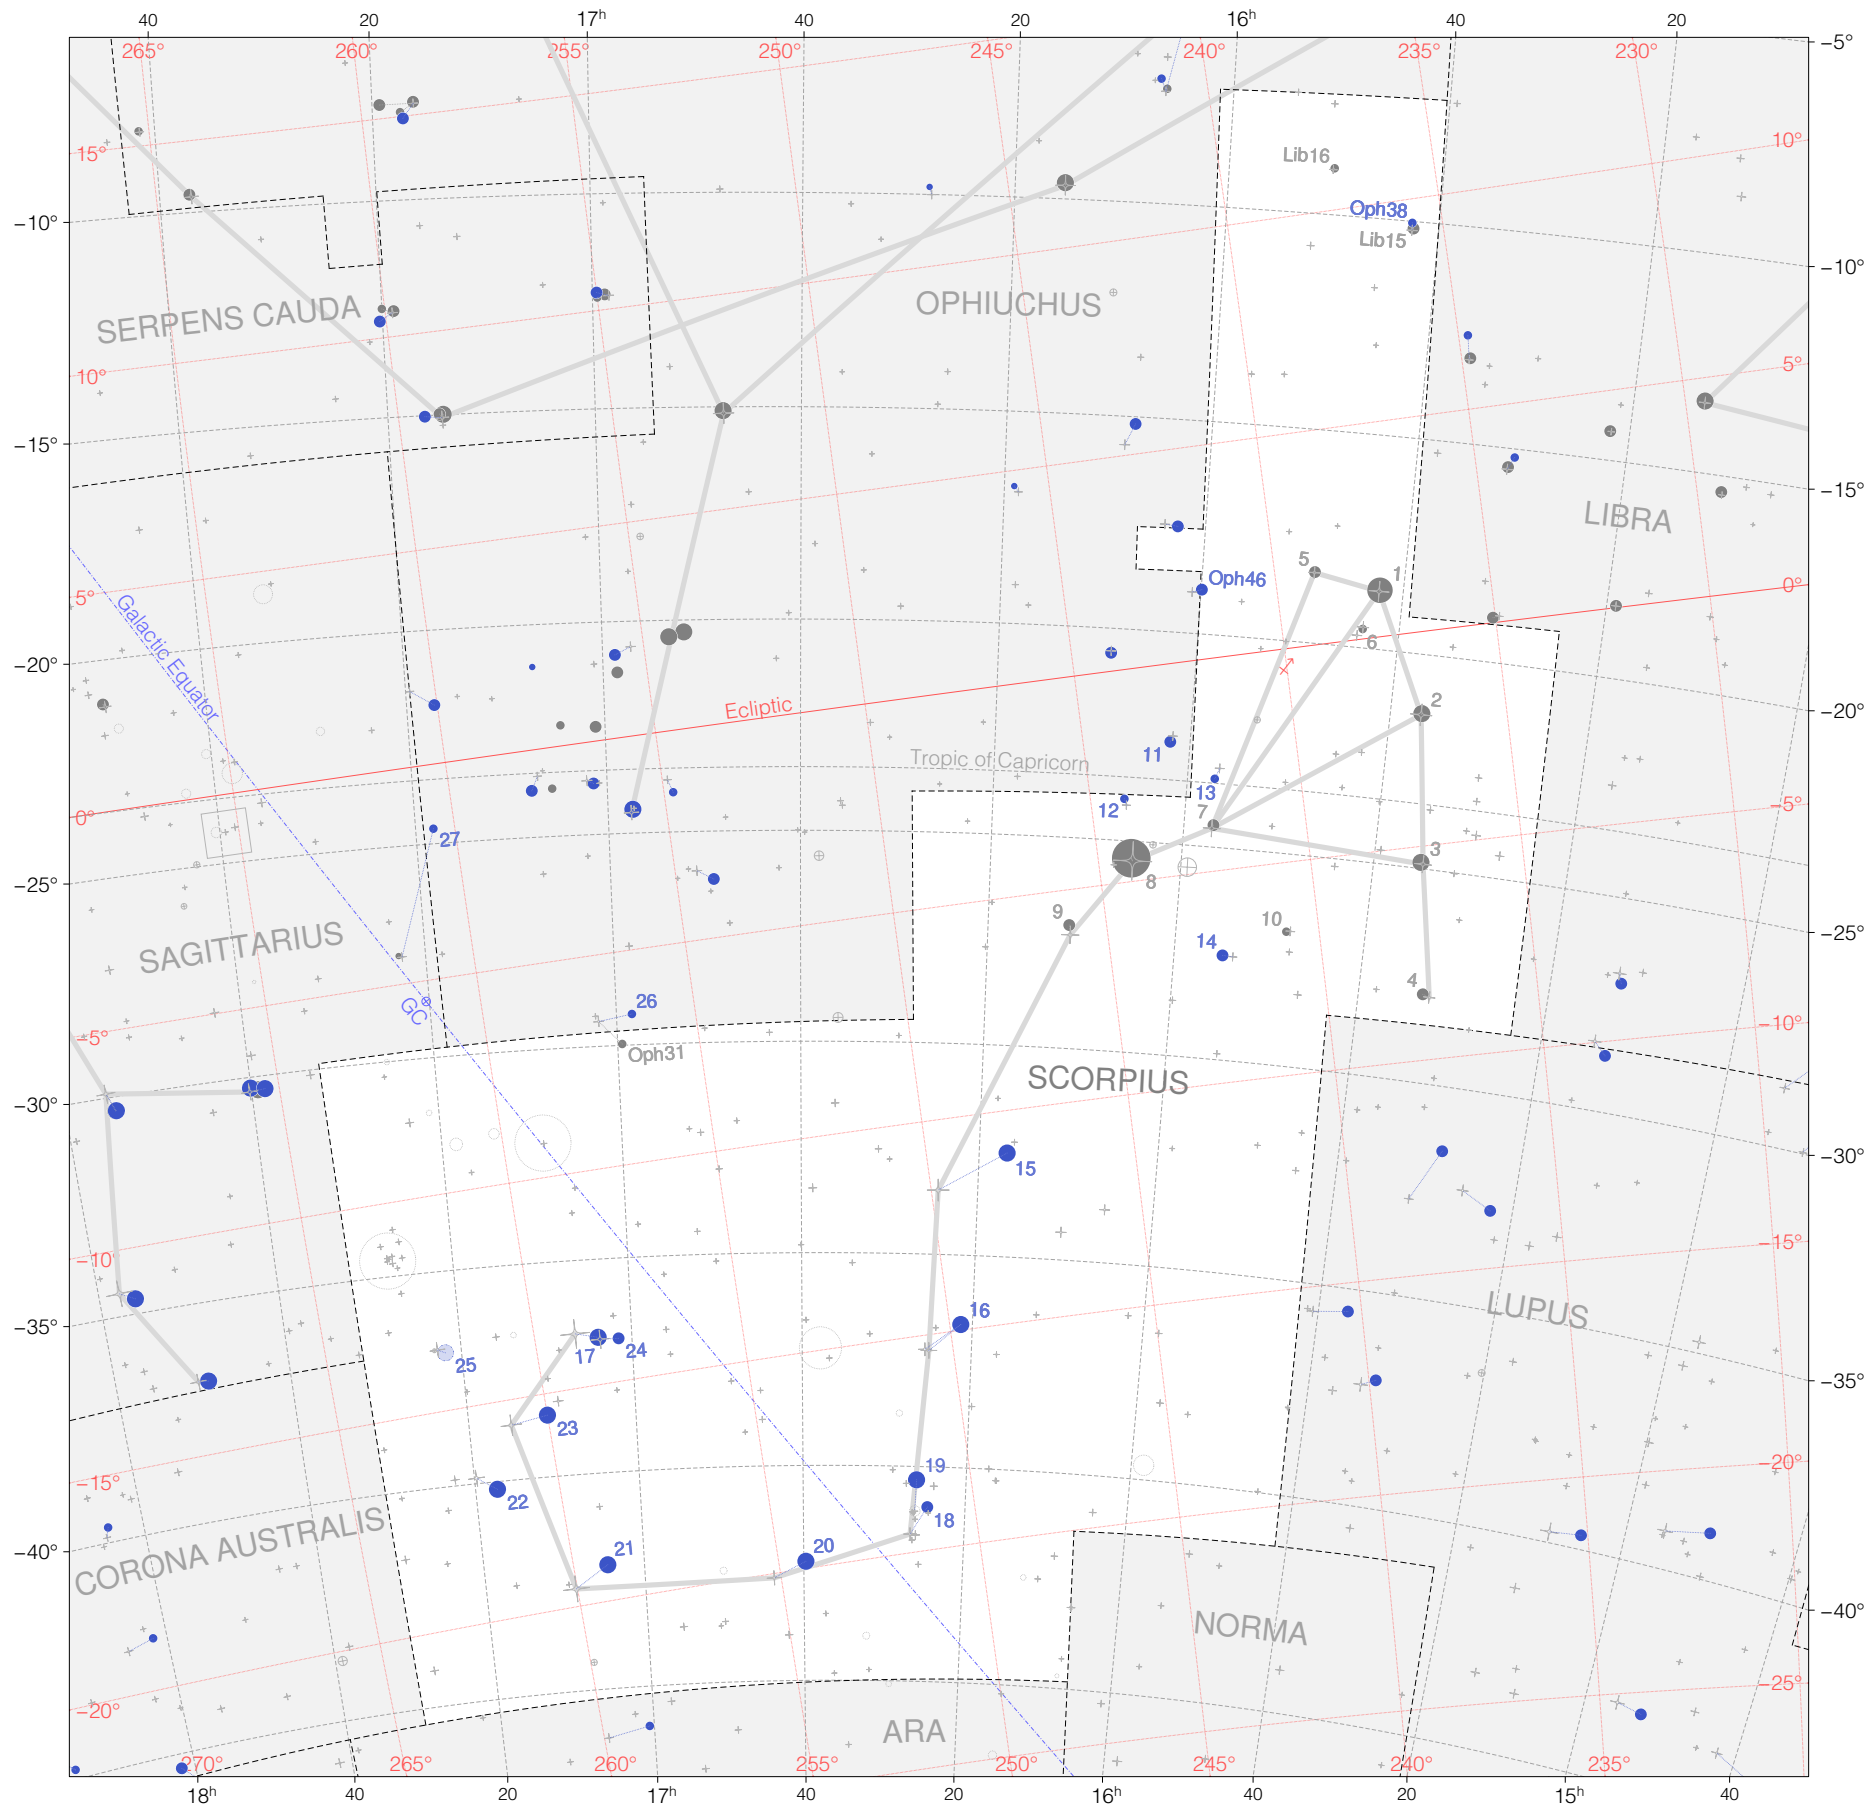 40 20 17h 40 20 16h 40 20
265° 260° 255° 250° 245° 240° 235° 230° −5°
15° 10°
Lib16
−10° Oph38
Lib15 −10°
SERPENS CAUDA OPHIUCHUS
10° 5°
−15° −15°
LIBRA
5° 5 1 0°
Oph46
Galactic Equator
6
−20° 2 −20°
Ecliptic
11 Tropic of Capricorn
13
0° 12 7 −5°
27 3
−25° 8
9 10 −25°
SAGITTARIUS 14
4
GC 26 −10°
−5° Oph31
SCORPIUS
−30°
15 −30°
−10° −15°
16 LUPUS
−35° 17 24
25 −35°
23
−15° 19 −20°
22 18
CORONA AUSTRALIS
−40° 21 20
−40°
NORMA
−20° −25°
ARA
270° 265° 260° 255° 250° 245° 240° 235°
18h 40 20 17h 40 20 16h 40 20 15h 40